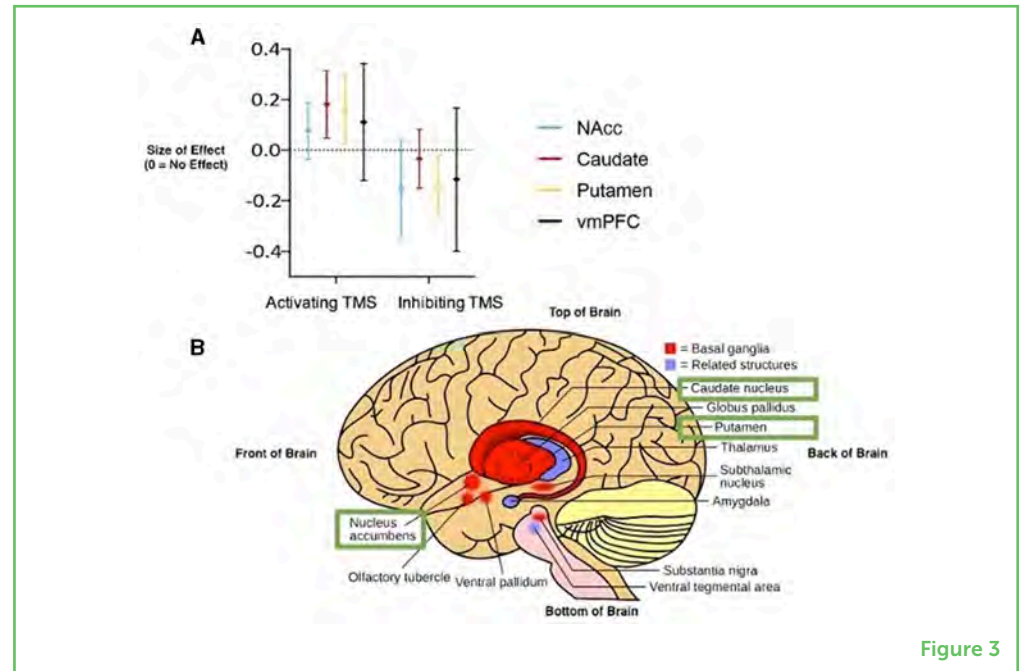 A
0.4
0.2
0.0
-0.2
-0.4
Size of Effect
(0 = No Effect)
Activating TMS
Inhibiting TMS
NAcc
Caudate
Putamen
vmPFC
B
Top of Brain
= Basal ganglia
= Related structures
Caudate nucleus
Globus pallidus
Putamen
Thalamus
Front of Brain
Back of Brain
Subthalamic
nucleus
Amygdala
Nucleus
accumbens
Olfactory tubercle
Ventral pallidum
Substantia nigra
Ventral tegmental area
Bottom of Brain
Figure 3